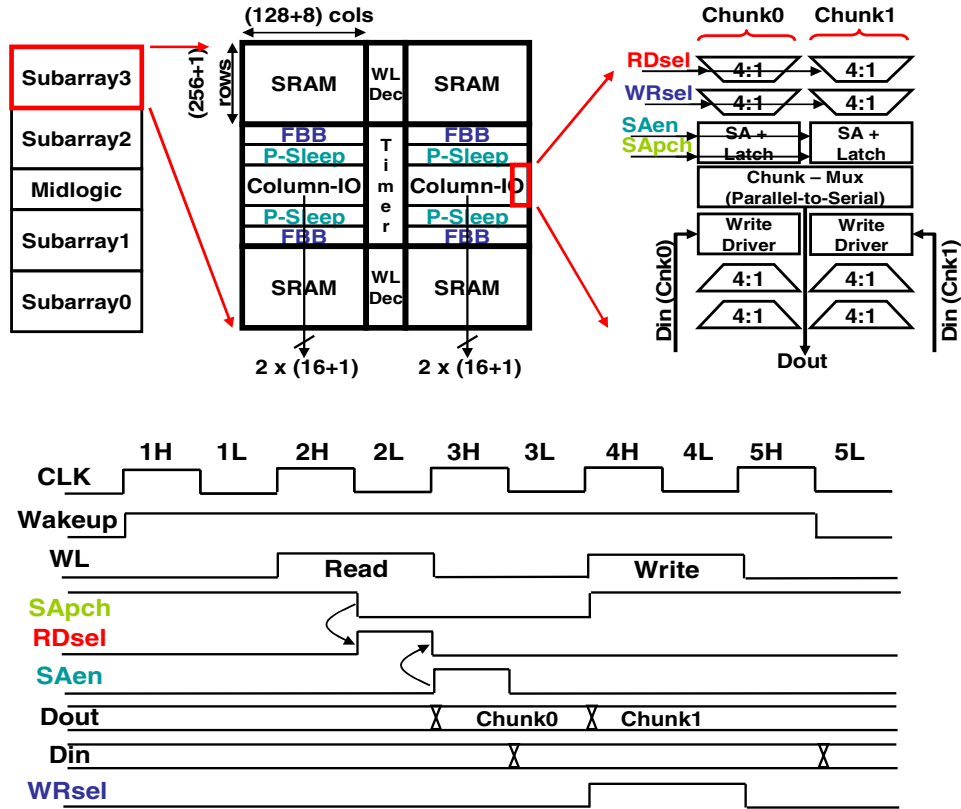 Subarray3
Subarray2
Midlogic
Subarray1
Subarray0
(128+8) cols
(256+1)
rows
SRAM
WL
Dec
SRAM
FBB
P-Sleep
Column-IO
P-Sleep
FBB
Timer
FBB
P-Sleep
Column-IO
P-Sleep
FBB
SRAM
WL
Dec
SRAM
2 x (16+1)
2 x (16+1)
Chunk0
Chunk1
RDsel
4:1
4:1
WRsel
4:1
4:1
SAen
SApch
SA +
Latch
SA +
Latch
Chunk – Mux
(Parallel-to-Serial)
Write
Driver
Write
Driver
4:1
4:1
4:1
4:1
Din (Cnk0)
Din (Cnk1)
Dout
1H 1L 2H 2L 3H 3L 4H 4L 5H 5L
CLK
Wakeup
WL
Read
Write
SApch
RDsel
SAen
Dout
Chunk0
Chunk1
Din
WRsel